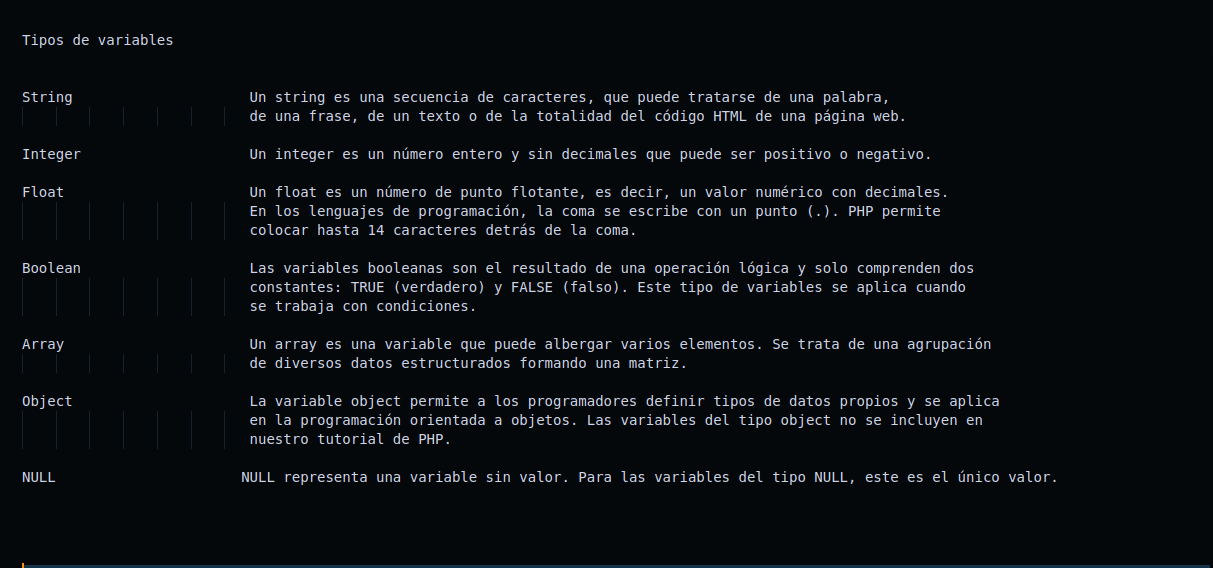 Tipos de variables
String Un string es una secuencia de caracteres, que puede tratarse de una palabra,
de una frase, de un texto o de la totalidad del código HTML de una página web.
Integer Un integer es un número entero y sin decimales que puede ser positivo o negativo.
Float Un float es un número de punto flotante, es decir, un valor numérico con decimales.
En los lenguajes de programación, la coma se escribe con un punto (.). PHP permite
colocar hasta 14 caracteres detrás de la coma.
Boolean Las variables booleanas son el resultado de una operación lógica y solo comprenden dos
constantes: TRUE (verdadero) y FALSE (falso). Este tipo de variables se aplica cuando
se trabaja con condiciones.
Array Un array es una variable que puede albergar varios elementos. Se trata de una agrupación
de diversos datos estructurados formando una matriz.
Object La variable object permite a los programadores definir tipos de datos propios y se aplica
en la programación orientada a objetos. Las variables del tipo object no se incluyen en
nuestro tutorial de PHP.
NULL NULL representa una variable sin valor. Para las variables del tipo NULL, este es el único valor.